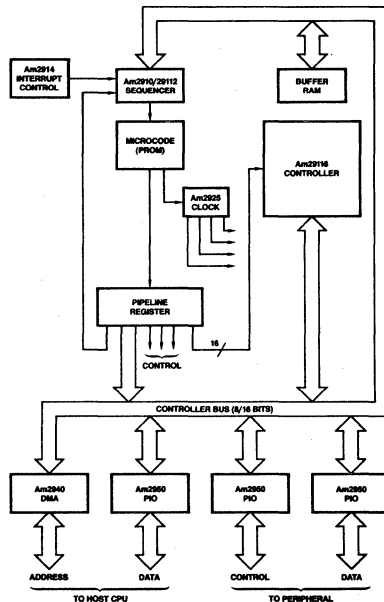 Am2914
INTERRUPT
CONTROL
Am2910/29112
SEQUENCER
BUFFER
RAM
MICROCODE
(PROM)
Am29116
CONTROLLER
Am2925
CLOCK
PIPELINE
REGISTER
16
CONTROL
CONTROLLER BUS (8/16 BITS)
Am2940
DMA
Am2950
PIO
Am2950
PIO
Am2950
PIO
ADDRESS
DATA
CONTROL
DATA
TO HOST CPU
TO PERIPHERAL